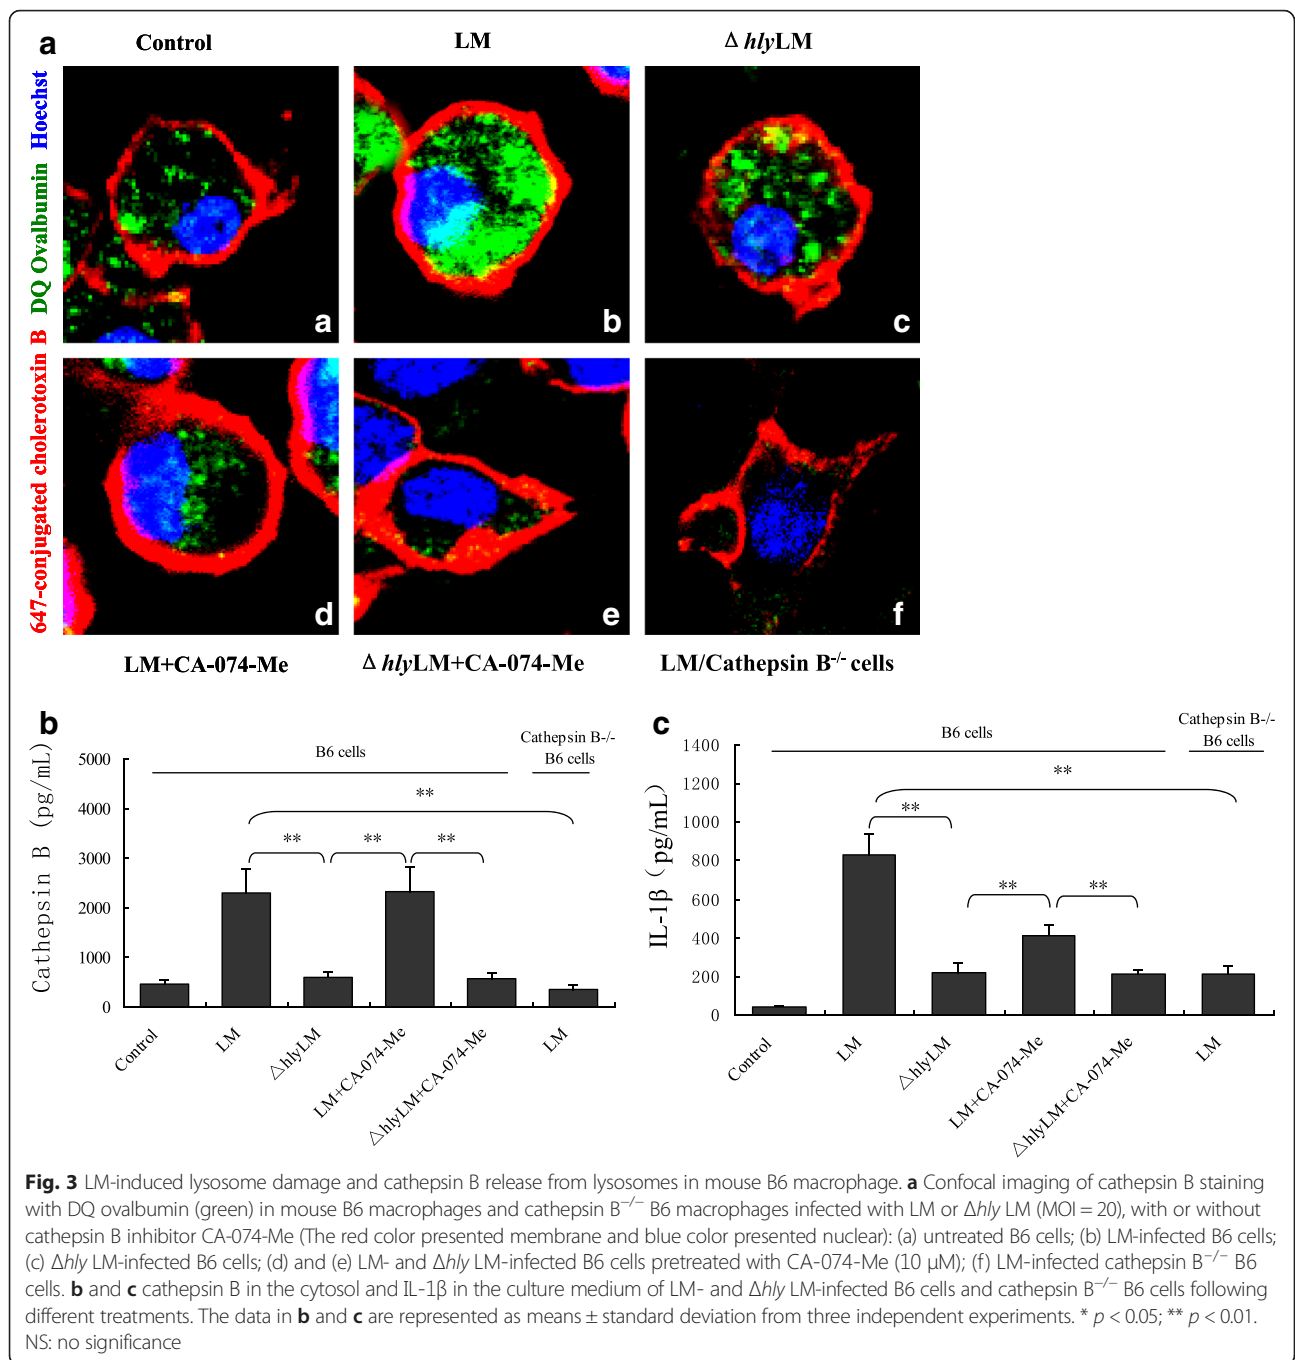 a
Control
LM
Δ hlyLM
647-conjugated cholerotoxin B DQ Ovalbumin Hoechst
a
b
c
d
e
f
LM+CA-074-Me
Δ hlyLM+CA-074-Me
LM/Cathepsin B-/- cells
b
Cathepsin B (pg/mL)
5000
4000
3000
2000
1000
0
B6 cells
Cathepsin B-/-
B6 cells
**
**
**
**
Control
LM
△hlyLM
LM+CA-074-Me
△hlyLM+CA-074-Me
LM
c
IL-1β (pg/mL)
1400
1200
1000
800
600
400
200
0
B6 cells
Cathepsin B-/-
B6 cells
**
**
**
**
Control
LM
△hlyLM
LM+CA-074-Me
△hlyLM+CA-074-Me
LM
Fig. 3 LM-induced lysosome damage and cathepsin B release from lysosomes in mouse B6 macrophage. a Confocal imaging of cathepsin B staining
with DQ ovalbumin (green) in mouse B6 macrophages and cathepsin B−/− B6 macrophages infected with LM or Δhly LM (MOI = 20), with or without
cathepsin B inhibitor CA-074-Me (The red color presented membrane and blue color presented nuclear): (a) untreated B6 cells; (b) LM-infected B6 cells;
(c) Δhly LM-infected B6 cells; (d) and (e) LM- and Δhly LM-infected B6 cells pretreated with CA-074-Me (10 μM); (f) LM-infected cathepsin B−/− B6
cells. b and c cathepsin B in the cytosol and IL-1β in the culture medium of LM- and Δhly LM-infected B6 cells and cathepsin B−/− B6 cells following
different treatments. The data in b and c are represented as means ± standard deviation from three independent experiments. * p < 0.05; ** p < 0.01.
NS: no significance